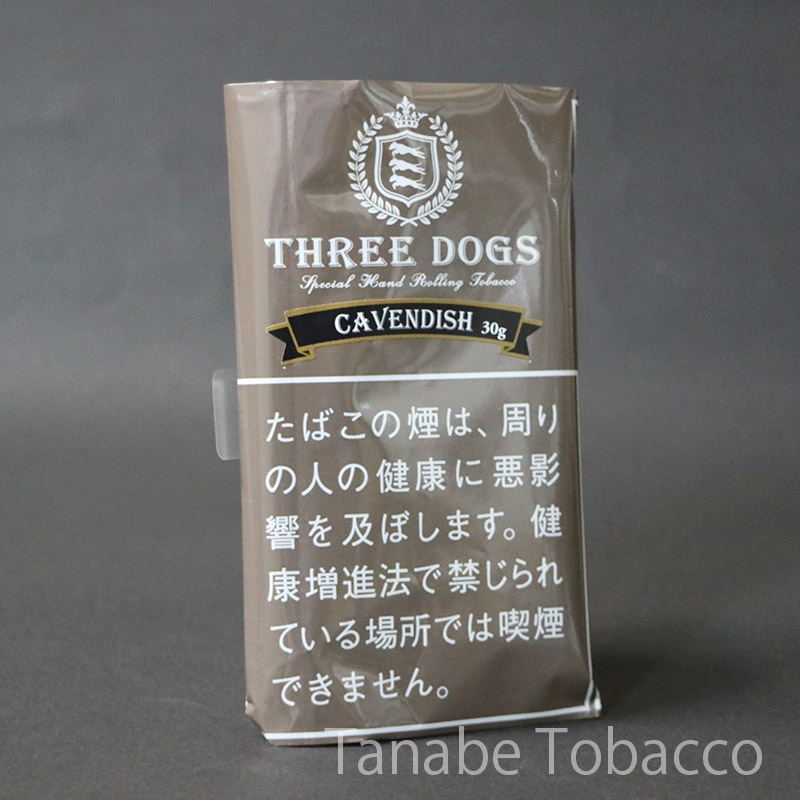 THREE DOGS
Special Hand Rolling Tobacco
CAVENDISH 30g
たばこの煙は、周り
の人の健康に悪影
響を及ぼします。健
康増進法で禁じられ
ている場所では喫煙
できません。
Tanabe Tobacco